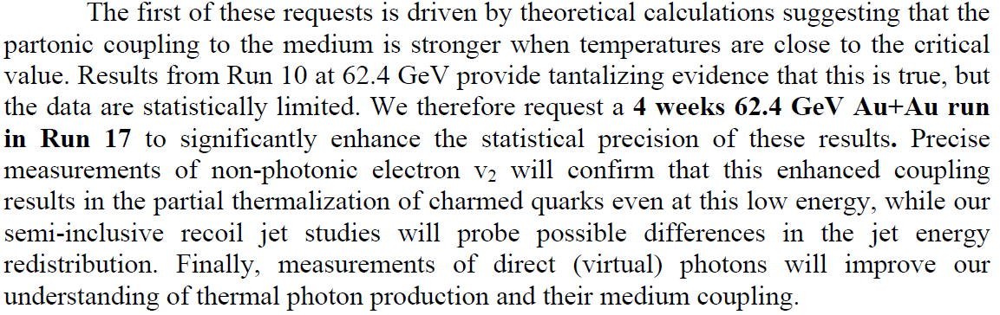 The first of these requests is driven by theoretical calculations suggesting that the
partonic coupling to the medium is stronger when temperatures are close to the critical
value. Results from Run 10 at 62.4 GeV provide tantalizing evidence that this is true, but
the data are statistically limited. We therefore request a 4 weeks 62.4 GeV Au+Au run
in Run 17 to significantly enhance the statistical precision of these results. Precise
measurements of non-photonic electron v₂ will confirm that this enhanced coupling
results in the partial thermalization of charmed quarks even at this low energy, while our
semi-inclusive recoil jet studies will probe possible differences in the jet energy
redistribution. Finally, measurements of direct (virtual) photons will improve our
understanding of thermal photon production and their medium coupling.